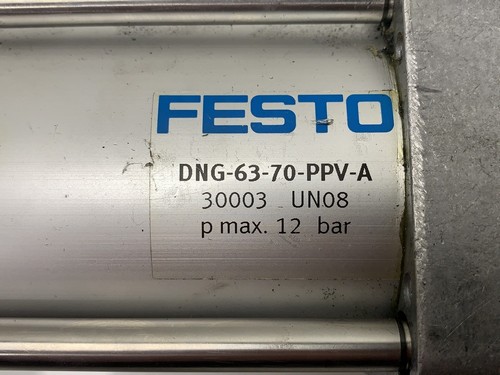 FESTO
DNG-63-70-PPV-A
30003 UN08
p max. 12 bar